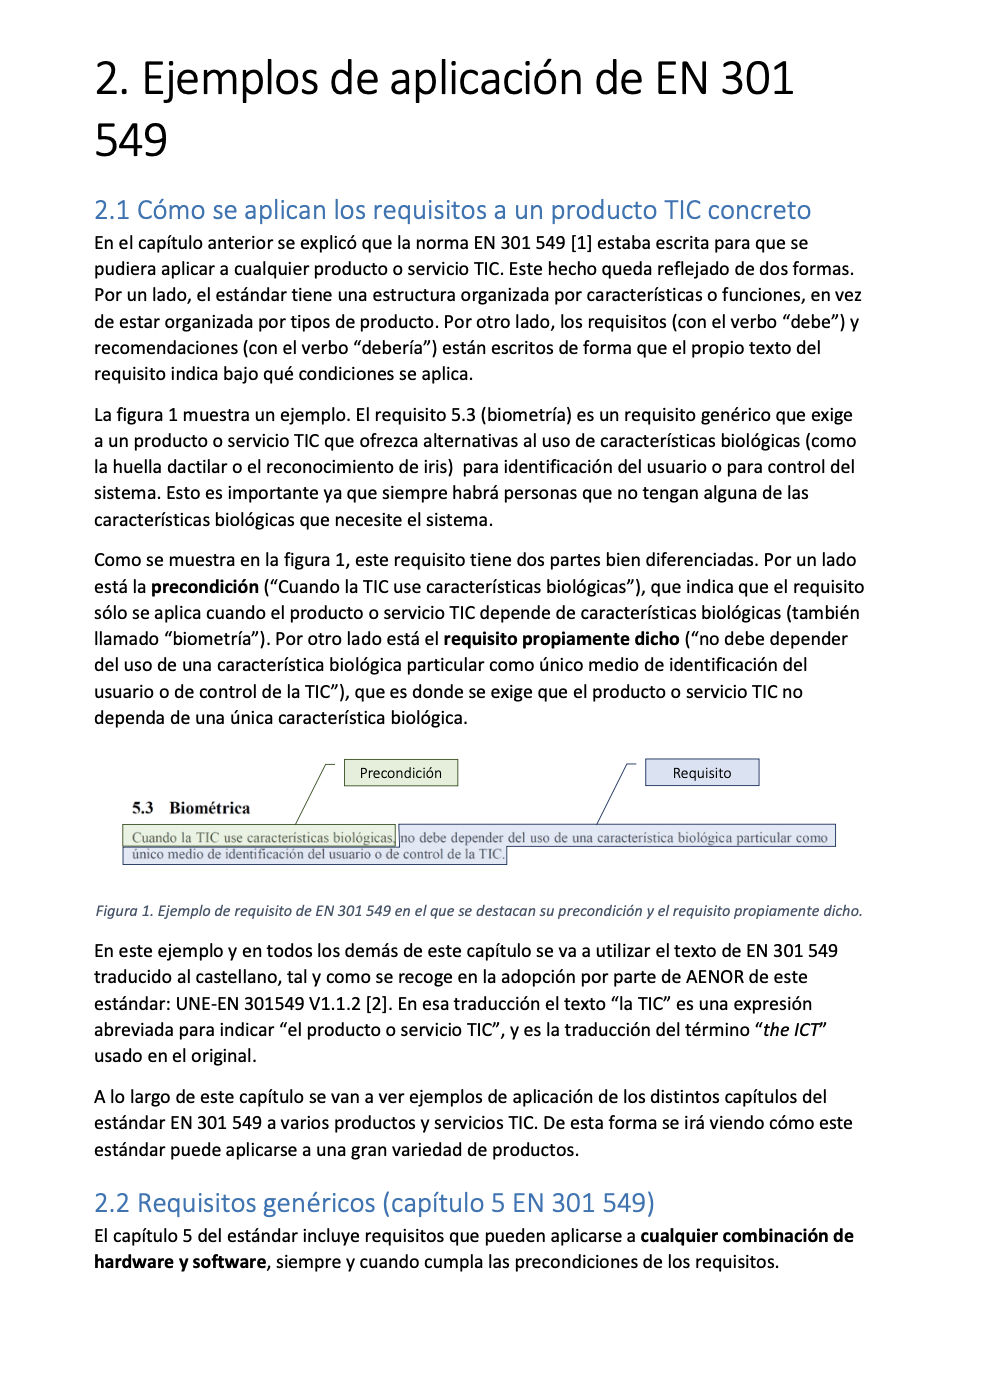 2. Ejemplos de aplicación de EN 301
549
2.1 Cómo se aplican los requisitos a un producto TIC concreto
En el capítulo anterior se explicó que la norma EN 301 549 [1] estaba escrita para que se
pudiera aplicar a cualquier producto o servicio TIC. Este hecho queda reflejado de dos formas.
Por un lado, el estándar tiene una estructura organizada por características o funciones, en vez
de estar organizada por tipos de producto. Por otro lado, los requisitos (con el verbo “debe”) y
recomendaciones (con el verbo “debería”) están escritos de forma que el propio texto del
requisito indica bajo qué condiciones se aplica.
La figura 1 muestra un ejemplo. El requisito 5.3 (biometría) es un requisito genérico que exige
a un producto o servicio TIC que ofrezca alternativas al uso de características biológicas (como
la huella dactilar o el reconocimiento de iris)  para identificación del usuario o para control del
sistema. Esto es importante ya que siempre habrá personas que no tengan alguna de las
características biológicas que necesite el sistema.
Como se muestra en la figura 1, este requisito tiene dos partes bien diferenciadas. Por un lado
está la precondición (“Cuando la TIC use características biológicas”), que indica que el requisito
sólo se aplica cuando el producto o servicio TIC depende de características biológicas (también
llamado “biometría”). Por otro lado está el requisito propiamente dicho (“no debe depender
del uso de una característica biológica particular como único medio de identificación del
usuario o de control de la TIC”), que es donde se exige que el producto o servicio TIC no
dependa de una única característica biológica.
Precondición
Requisito
5.3 Biométrica
Cuando la TIC use características biológicas, no debe depender del uso de una característica biológica particular como
único medio de identificación del usuario o de control de la TIC.
Figura 1. Ejemplo de requisito de EN 301 549 en el que se destacan su precondición y el requisito propiamente dicho.
En este ejemplo y en todos los demás de este capítulo se va a utilizar el texto de EN 301 549
traducido al castellano, tal y como se recoge en la adopción por parte de AENOR de este
estándar: UNE-EN 301549 V1.1.2 [2]. En esa traducción el texto “la TIC” es una expresión
abreviada para indicar “el producto o servicio TIC”, y es la traducción del término “the ICT”
usado en el original.
A lo largo de este capítulo se van a ver ejemplos de aplicación de los distintos capítulos del
estándar EN 301 549 a varios productos y servicios TIC. De esta forma se irá viendo cómo este
estándar puede aplicarse a una gran variedad de productos.
2.2 Requisitos genéricos (capítulo 5 EN 301 549)
El capítulo 5 del estándar incluye requisitos que pueden aplicarse a cualquier combinación de
hardware y software, siempre y cuando cumpla las precondiciones de los requisitos.